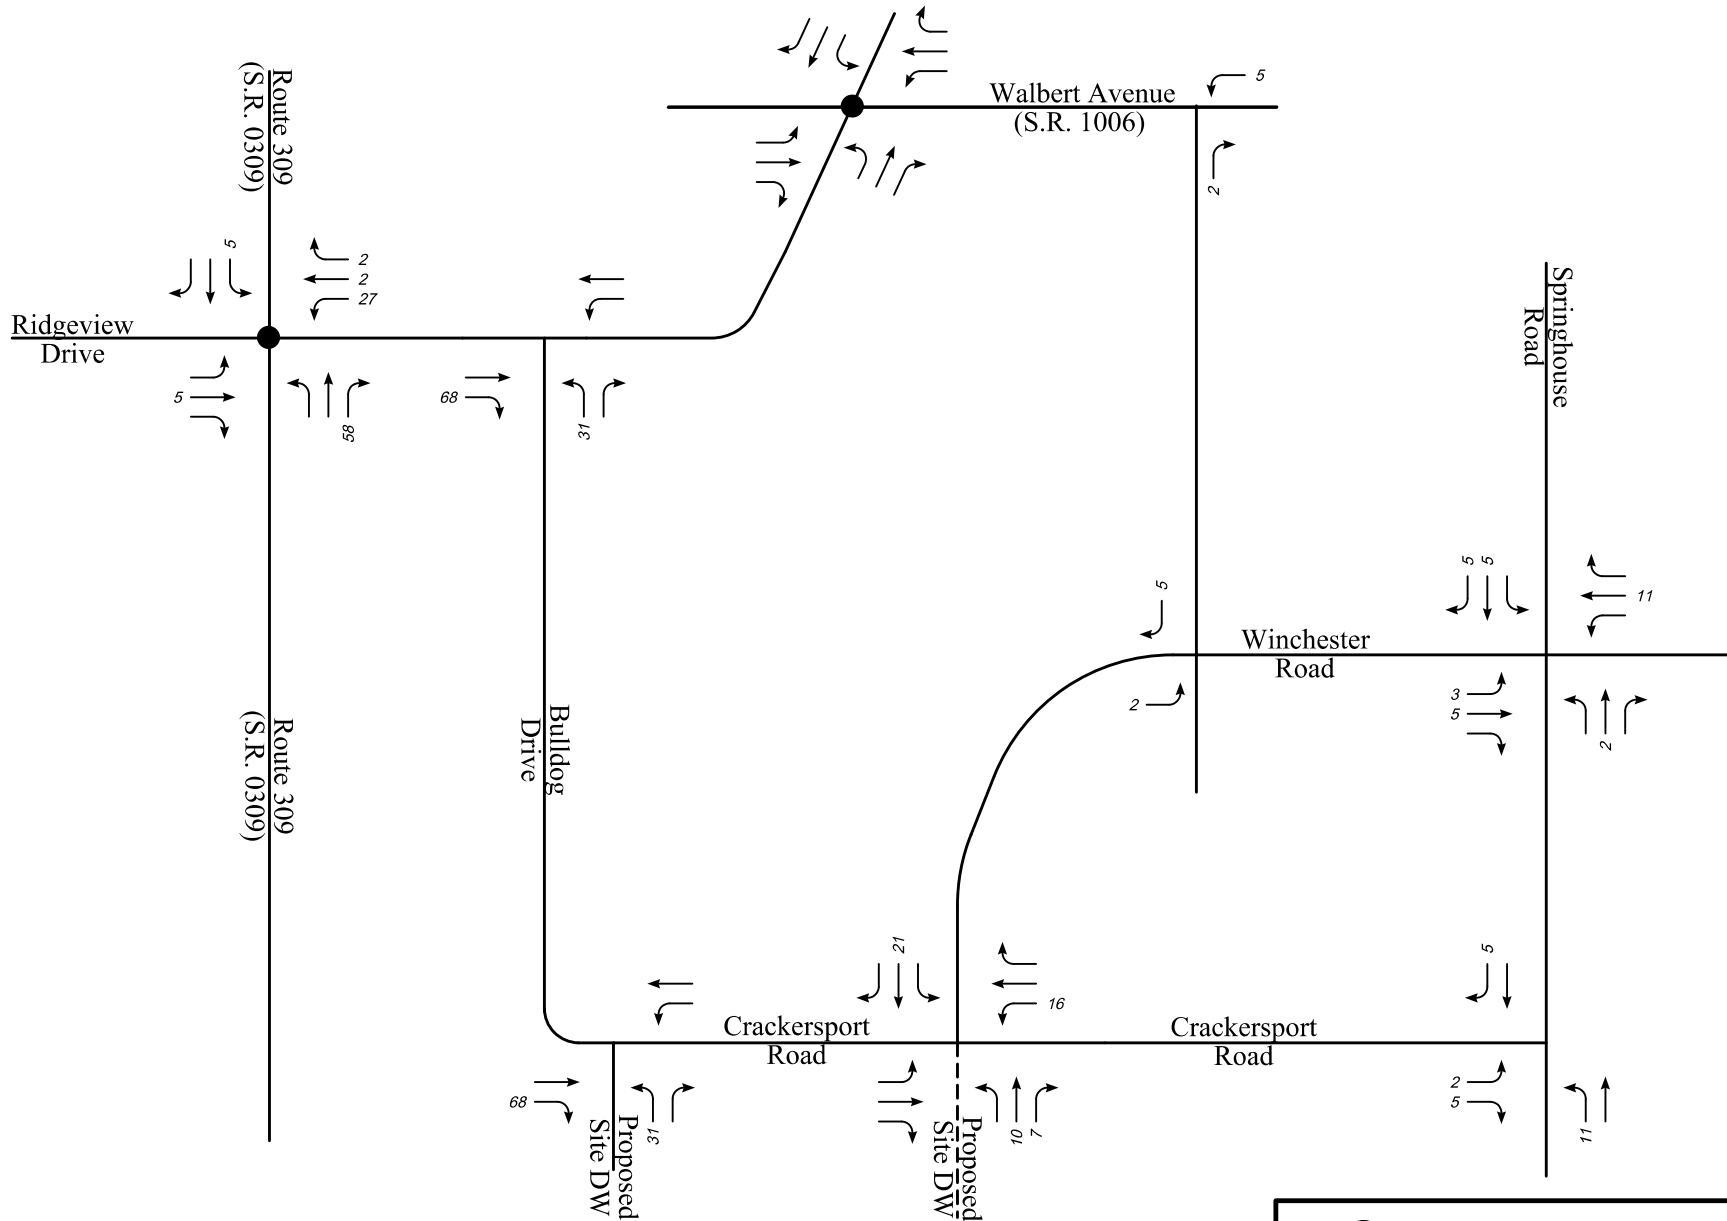 Route 309
(S.R. 0309)
Walbert Avenue
(S.R. 1006)
5
2
5
2
2
27
Ridgeview
Drive
5
58
68
31
Springhouse
Road
5
5
5
11
Winchester
Road
2
3
5
2
Route 309
(S.R. 0309)
Bulldog
Drive
21
16
5
Crackersport
Road
Crackersport
Road
68
31
Proposed
Site DW
10
7
Proposed
Site DW
2
5
11